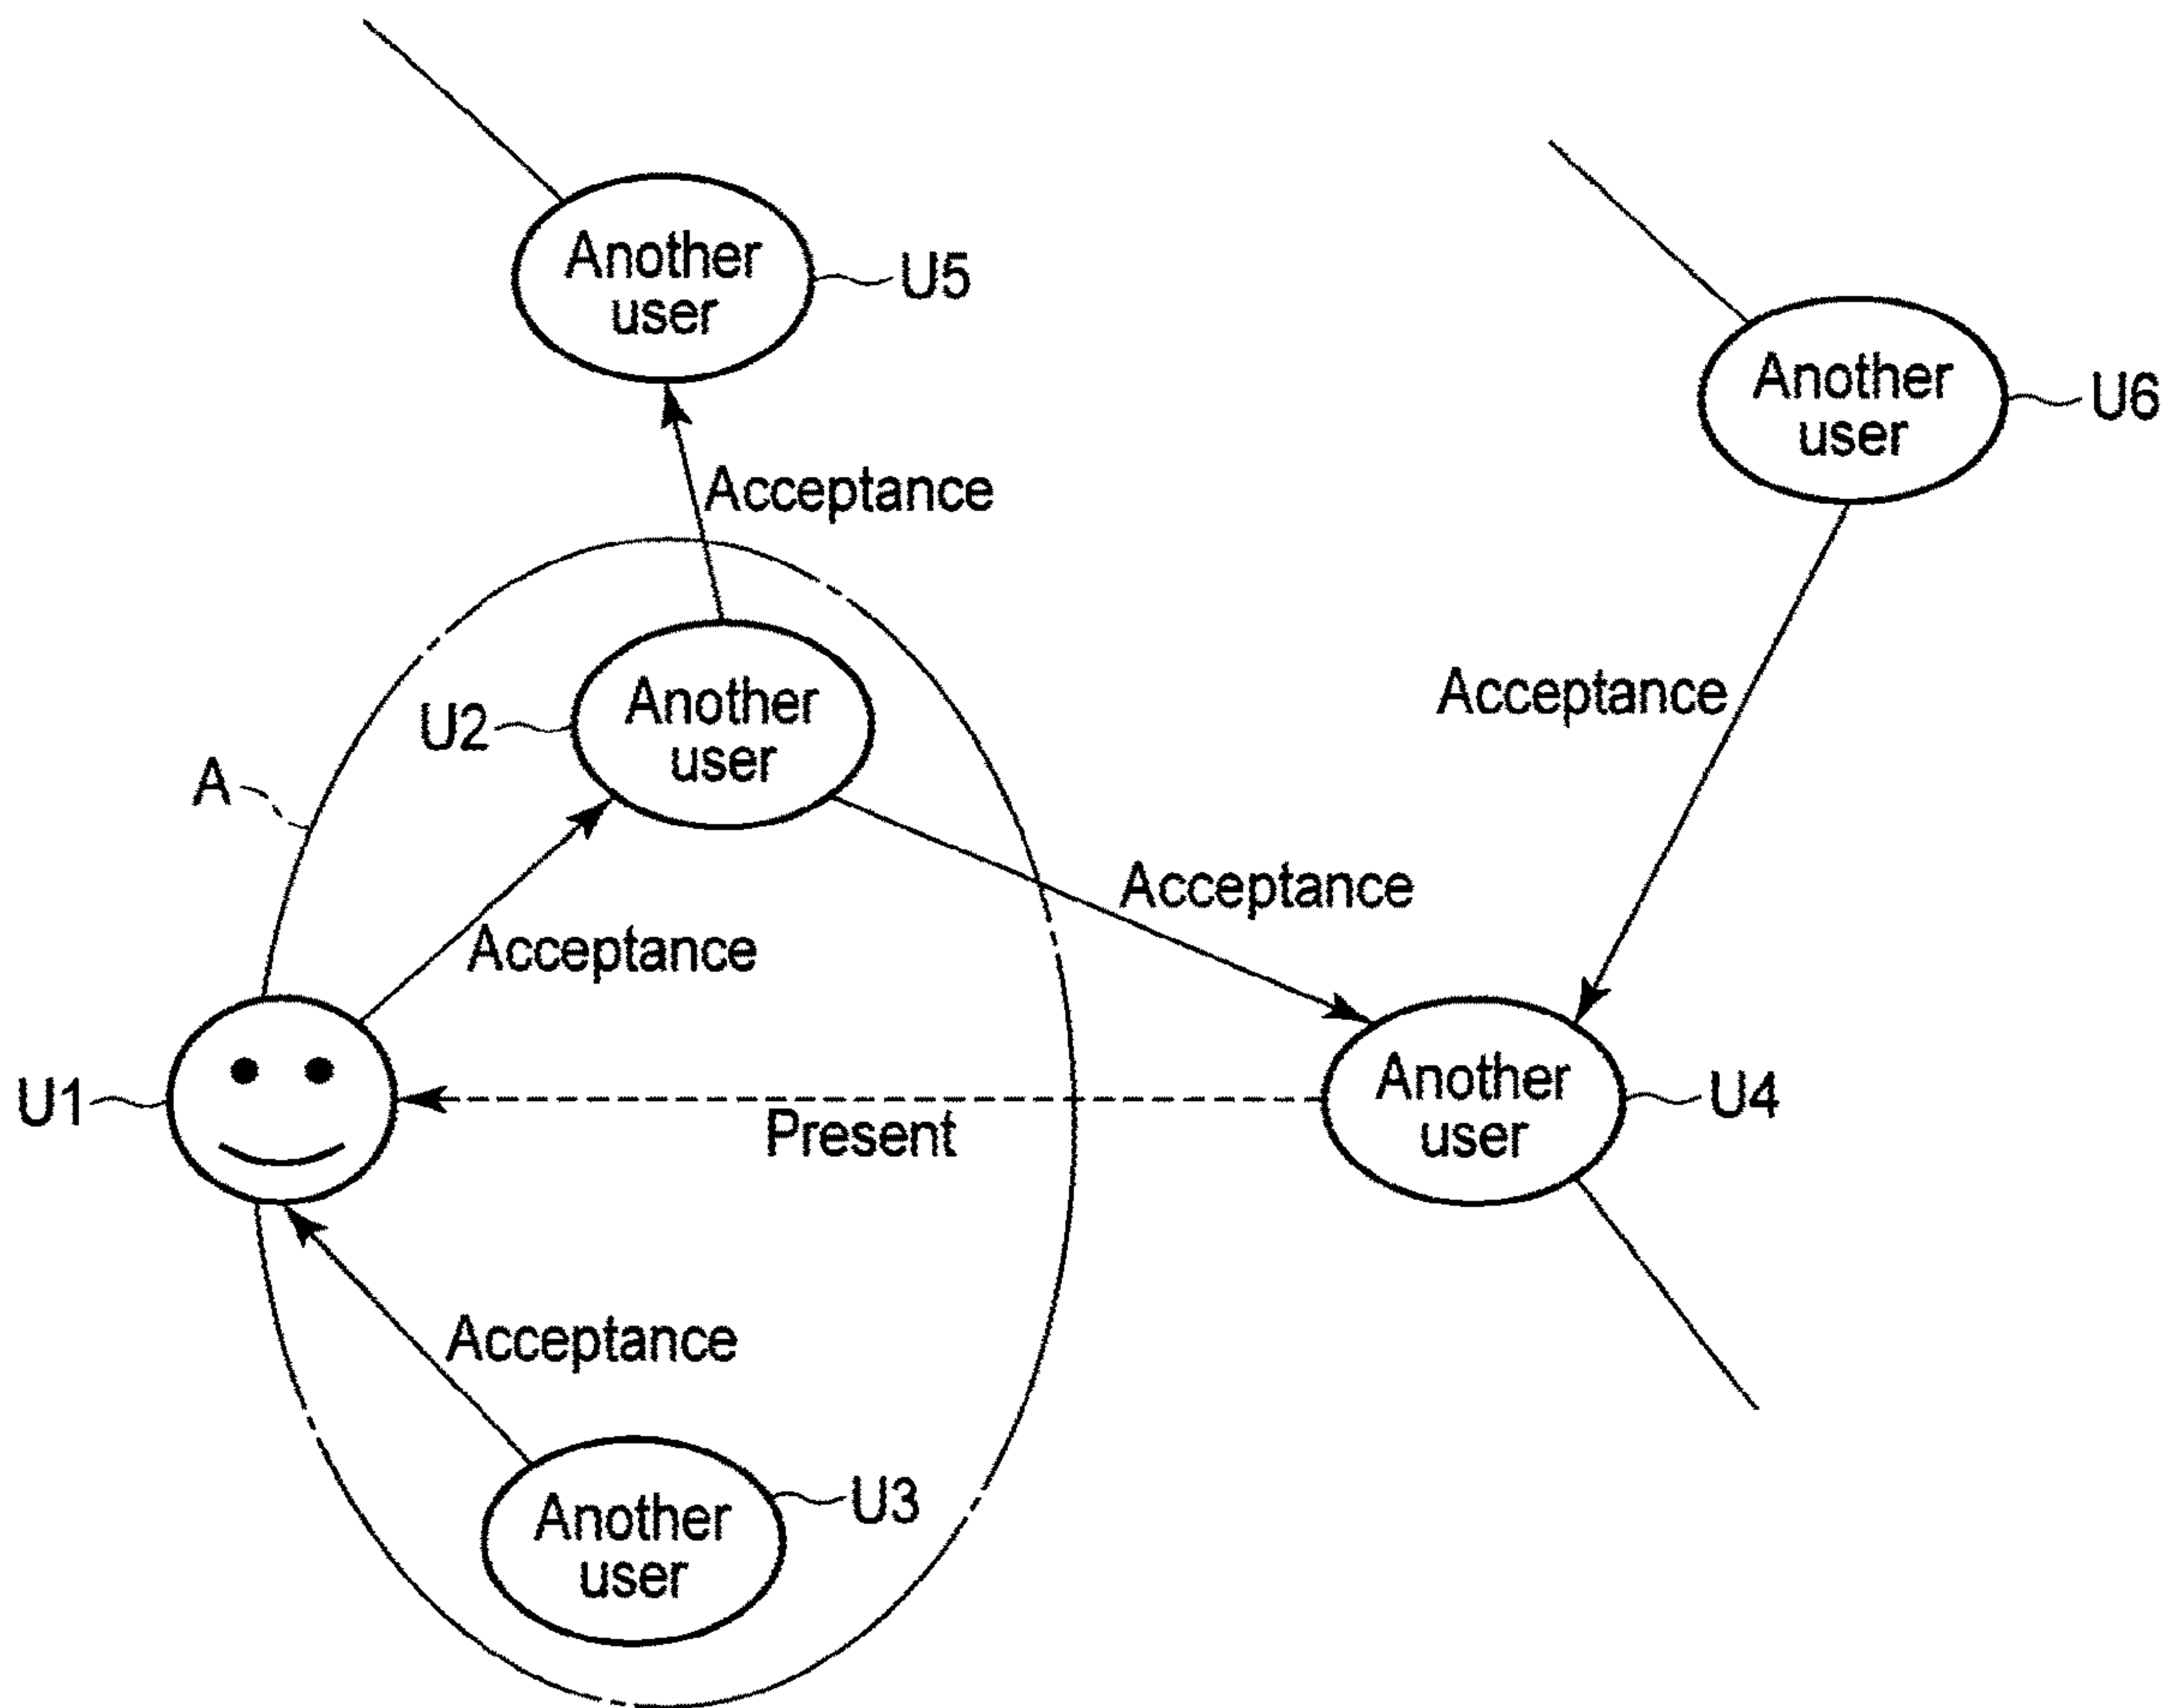 Another
user
U5
Another
user
U6
Acceptance
Acceptance
U2
Another
user
A
Acceptance
Acceptance
U1
Another
user
U4
Present
Acceptance
U3
Another
user